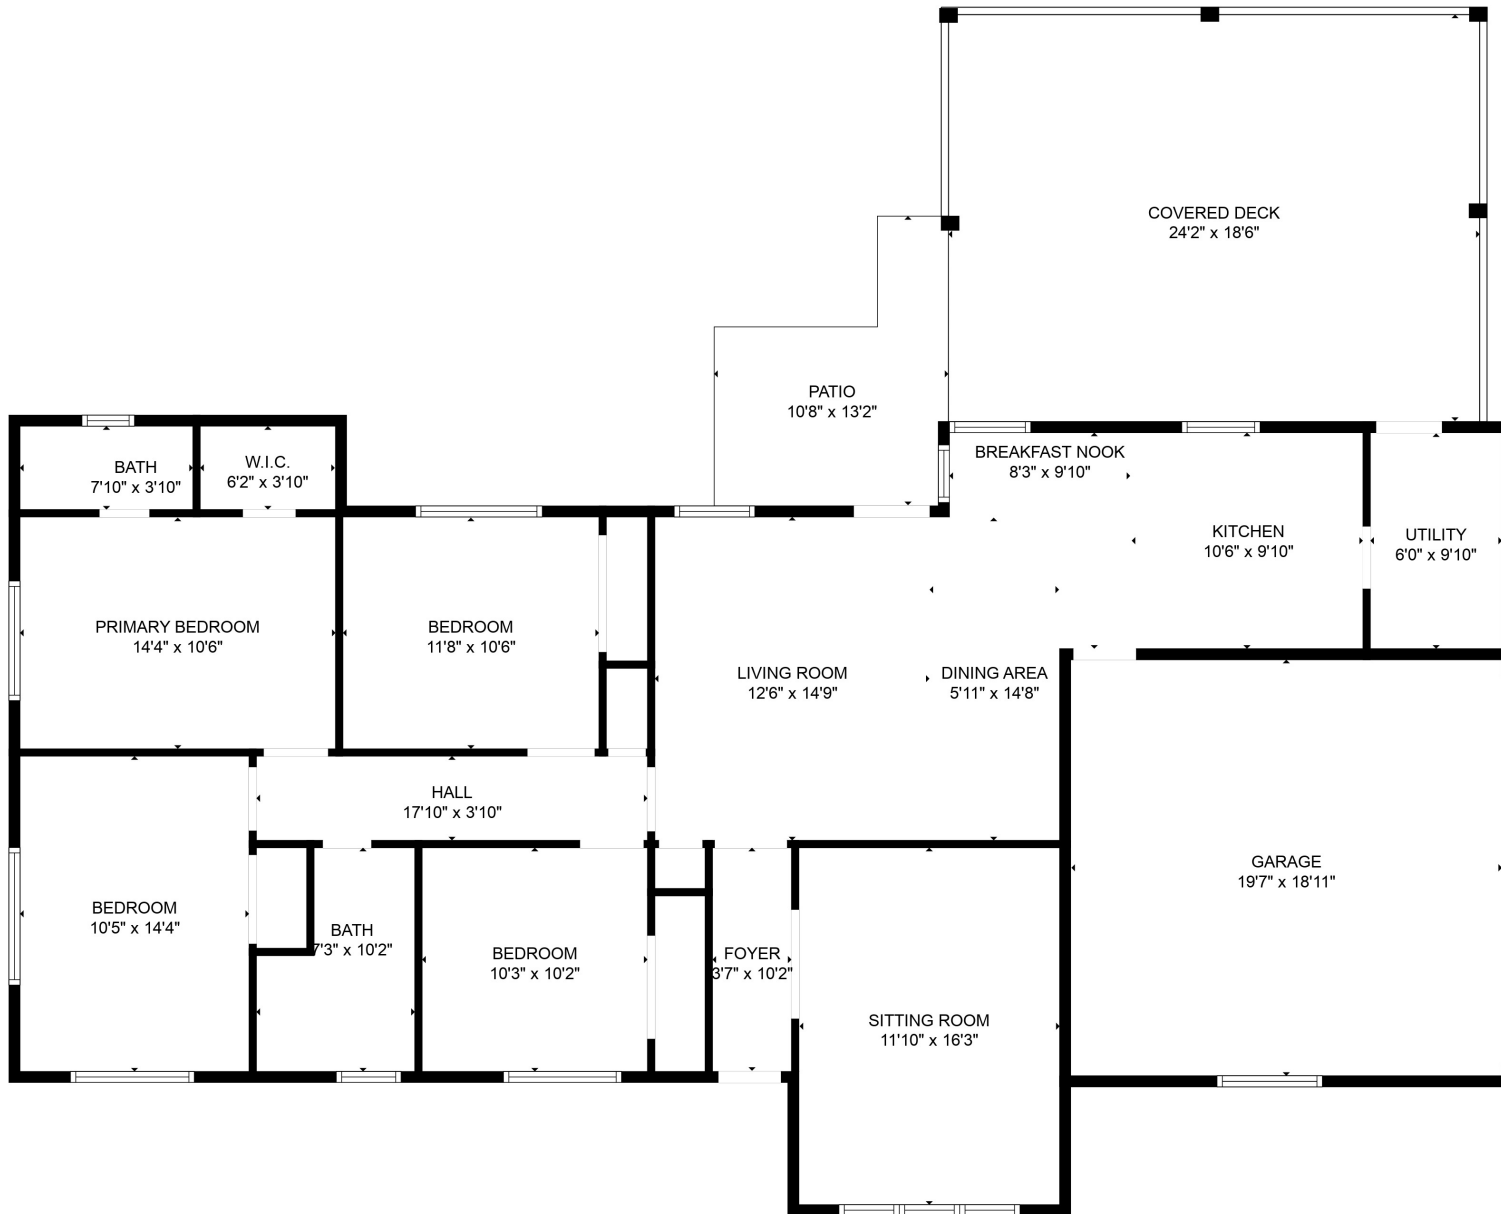 COVERED DECK
24'2" x 18'6"
PATIO
10'8" x 13'2"
BREAKFAST NOOK
8'3" x 9'10"
BATH
7'10" x 3'10"
W.I.C.
6'2" x 3'10"
KITCHEN
10'6" x 9'10"
UTILITY
6'0" x 9'10"
PRIMARY BEDROOM
14'4" x 10'6"
BEDROOM
11'8" x 10'6"
LIVING ROOM
12'6" x 14'9"
DINING AREA
5'11" x 14'8"
HALL
17'10" x 3'10"
GARAGE
19'7" x 18'11"
BEDROOM
10'5" x 14'4"
BATH
7'3" x 10'2"
BEDROOM
10'3" x 10'2"
FOYER
3'7" x 10'2"
SITTING ROOM
11'10" x 16'3"